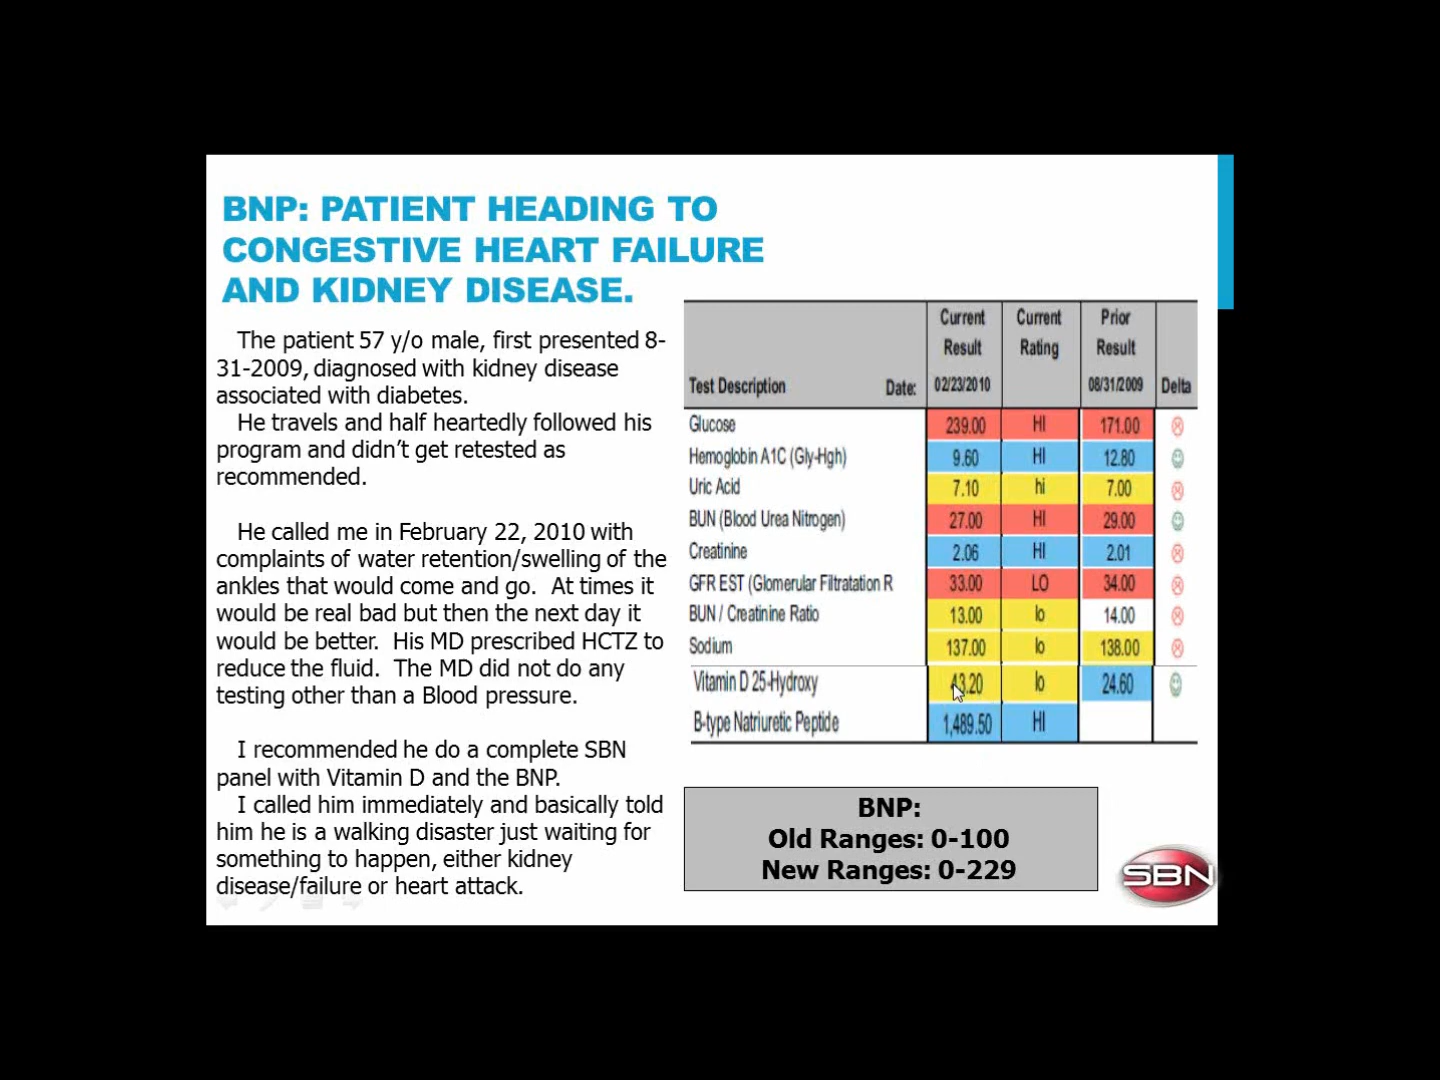 BNP: PATIENT HEADING TO
CONGESTIVE HEART FAILURE
AND KIDNEY DISEASE.
The patient 57 y/o male, first presented 8-
31-2009, diagnosed with kidney disease
associated with diabetes.
He travels and half heartedly followed his
program and didn't get retested as
recommended.
He called me in February 22, 2010 with
complaints of water retention/swelling of the
ankles that would come and go. At times it
would be real bad but then the next day it
would be better. His MD prescribed HCTZ to
reduce the fluid. The MD did not do any
testing other than a Blood pressure.
I recommended he do a complete SBN
panel with Vitamin D and the BNP.
I called him immediately and basically told
him he is a walking disaster just waiting for
something to happen, either kidney
disease/failure or heart attack.
Current Current Prior
Result Rating Result
Test Description Date: 02/23/2010 08/31/2009 Delta
Glucose 239.00 HI 171.00
Hemoglobin A1C (Gly-Hgh) 9.60 HI 12.80
Uric Acid 7.10 hi 7.00
BUN (Blood Urea Nitrogen) 27.00 HI 29.00
Creatinine 2.06 HI 2.01
GFR EST (Glomerular Filtratation R 33.00 LO 34.00
BUN / Creatinine Ratio 13.00 lo 14.00
Sodium 137.00 lo 138.00
Vitamin D 25-Hydroxy 43.20 lo 24.60
B-type Natriuretic Peptide 1,489.50 HI
BNP:
Old Ranges: 0-100
New Ranges: 0-229
SBN